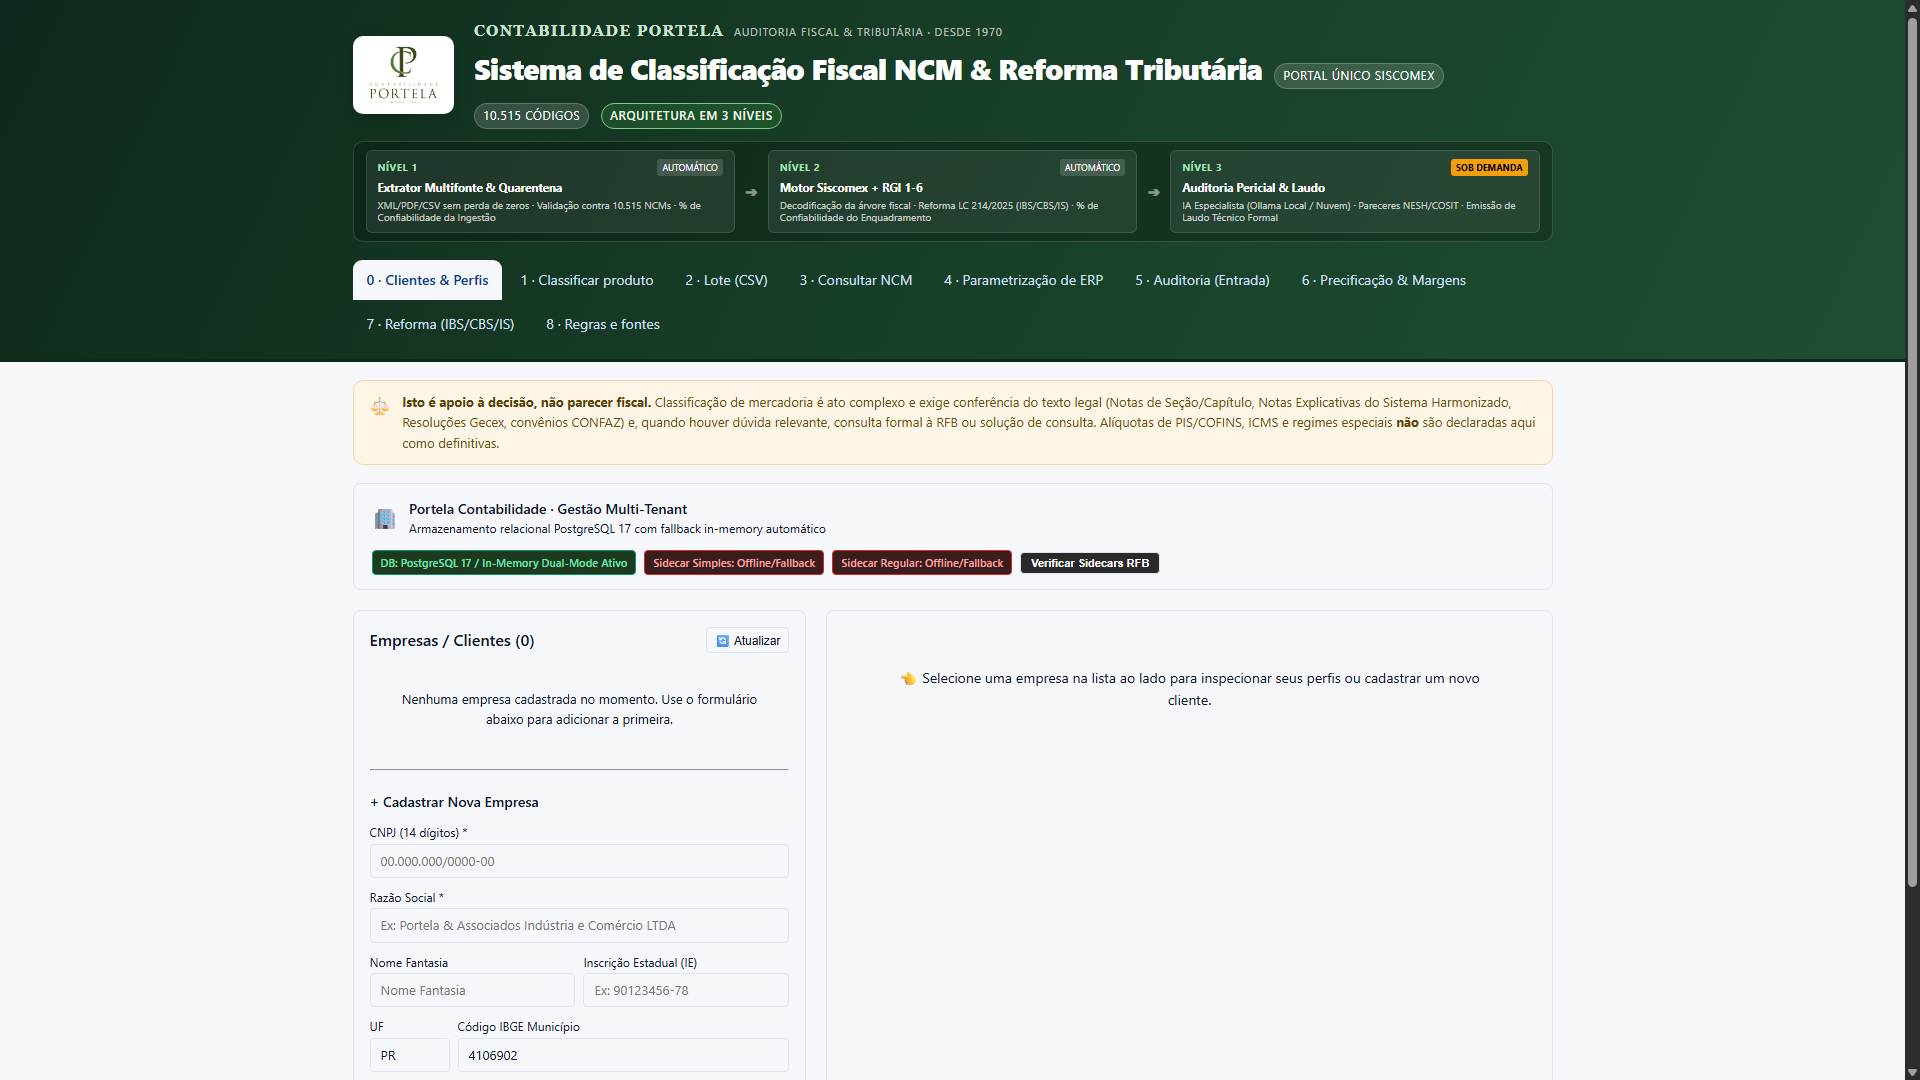 CONTABILIDADE PORTELA AUDITORIA FISCAL & TRIBUTÁRIA · DESDE 1970
CP
CONTABILIDADE
PORTELA
Sistema de Classificação Fiscal NCM & Reforma Tributária PORTAL ÚNICO SISCOMEX
10.515 CÓDIGOS ARQUITETURA EM 3 NÍVEIS
NÍVEL 1 AUTOMÁTICO
Extrator Multifonte & Quarentena
XML/PDF/CSV sem perda de zeros · Validação contra 10.515 NCMs · % de
Confiabilidade da Ingestão
➔
NÍVEL 2 AUTOMÁTICO
Motor Siscomex + RGI 1-6
Decodificação da árvore fiscal · Reforma LC 214/2025 (IBS/CBS/IS) · % de
Confiabilidade do Enquadramento
➔
NÍVEL 3 SOB DEMANDA
Auditoria Pericial & Laudo
IA Especialista (Ollama Local / Nuvem) · Pareceres NESH/COSIT · Emissão de
Laudo Técnico Formal
0 · Clientes & Perfis 1 · Classificar produto 2 · Lote (CSV) 3 · Consultar NCM 4 · Parametrização de ERP 5 · Auditoria (Entrada) 6 · Precificação & Margens
7 · Reforma (IBS/CBS/IS) 8 · Regras e fontes
Isto é apoio à decisão, não parecer fiscal. Classificação de mercadoria é ato complexo e exige conferência do texto legal (Notas de Seção/Capítulo, Notas Explicativas do Sistema Harmonizado,
Resoluções Gecex, convênios CONFAZ) e, quando houver dúvida relevante, consulta formal à RFB ou solução de consulta. Alíquotas de PIS/COFINS, ICMS e regimes especiais não são declaradas aqui
como definitivas.
Portela Contabilidade · Gestão Multi-Tenant
Armazenamento relacional PostgreSQL 17 com fallback in-memory automático
DB: PostgreSQL 17 / In-Memory Dual-Mode Ativo Sidecar Simples: Offline/Fallback Sidecar Regular: Offline/Fallback Verificar Sidecars RFB
Empresas / Clientes (0) Atualizar
Nenhuma empresa cadastrada no momento. Use o formulário
abaixo para adicionar a primeira.
+ Cadastrar Nova Empresa
CNPJ (14 dígitos) *
00.000.000/0000-00
Razão Social *
Ex: Portela & Associados Indústria e Comércio LTDA
Nome Fantasia Inscrição Estadual (IE)
Nome Fantasia Ex: 90123456-78
UF Código IBGE Município
PR 4106902
👈 Selecione uma empresa na lista ao lado para inspecionar seus perfis ou cadastrar um novo
cliente.